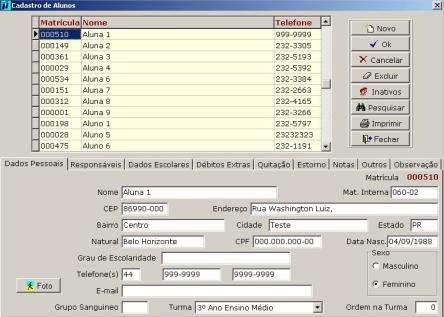 Cadastro de Alunos
Matrícula Nome Telefone
000510 Aluna 1 999-9999
000149 Aluna 2 232-3305
000361 Aluna 3 232-5193
000029 Aluna 4 232-5392
000534 Aluna 6 232-3384
000151 Aluna 7 232-2663
000312 Aluna 8 232-4165
000001 Aluna 9 232-3266
000198 Aluno 1 232-5797
000028 Aluno 5 23232323
000475 Aluno 6 232-1191
Novo
Ok
Cancelar
Excluir
Inativos
Pesquisar
Imprimir
Fechar
Dados Pessoais Responsáveis Dados Escolares Débitos Extras Quitação Estorno Notas Outros Observação
Matrícula 000510
Nome Aluna 1 Mat. Interna 060-02
CEP 86990-000 Endereço Rua Washington Luiz,
Bairro Centro Cidade Teste Estado PR
Natural Belo Horizonte CPF 000.000.000-00 Data Nasc. 04/09/1988
Grau de Escolaridade Sexo
Telefone(s) 44 999-9999 9999-9999 Masculino
Foto E-mail Feminino
Grupo Sanguineo Turma 3º Ano Ensino Médio Ordem na Turma 0